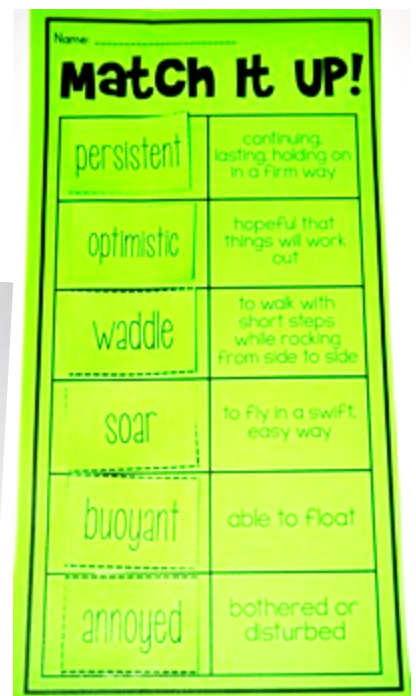 Name:
Match It Up!
persistent
continuing,
lasting, holding on
in a firm way
optimistic
hopeful that
things will work
out
waddle
to walk with
short steps
while rocking
from side to side
soar
to fly in a swift,
easy way
buoyant
able to float
annoyed
bothered or
disturbed